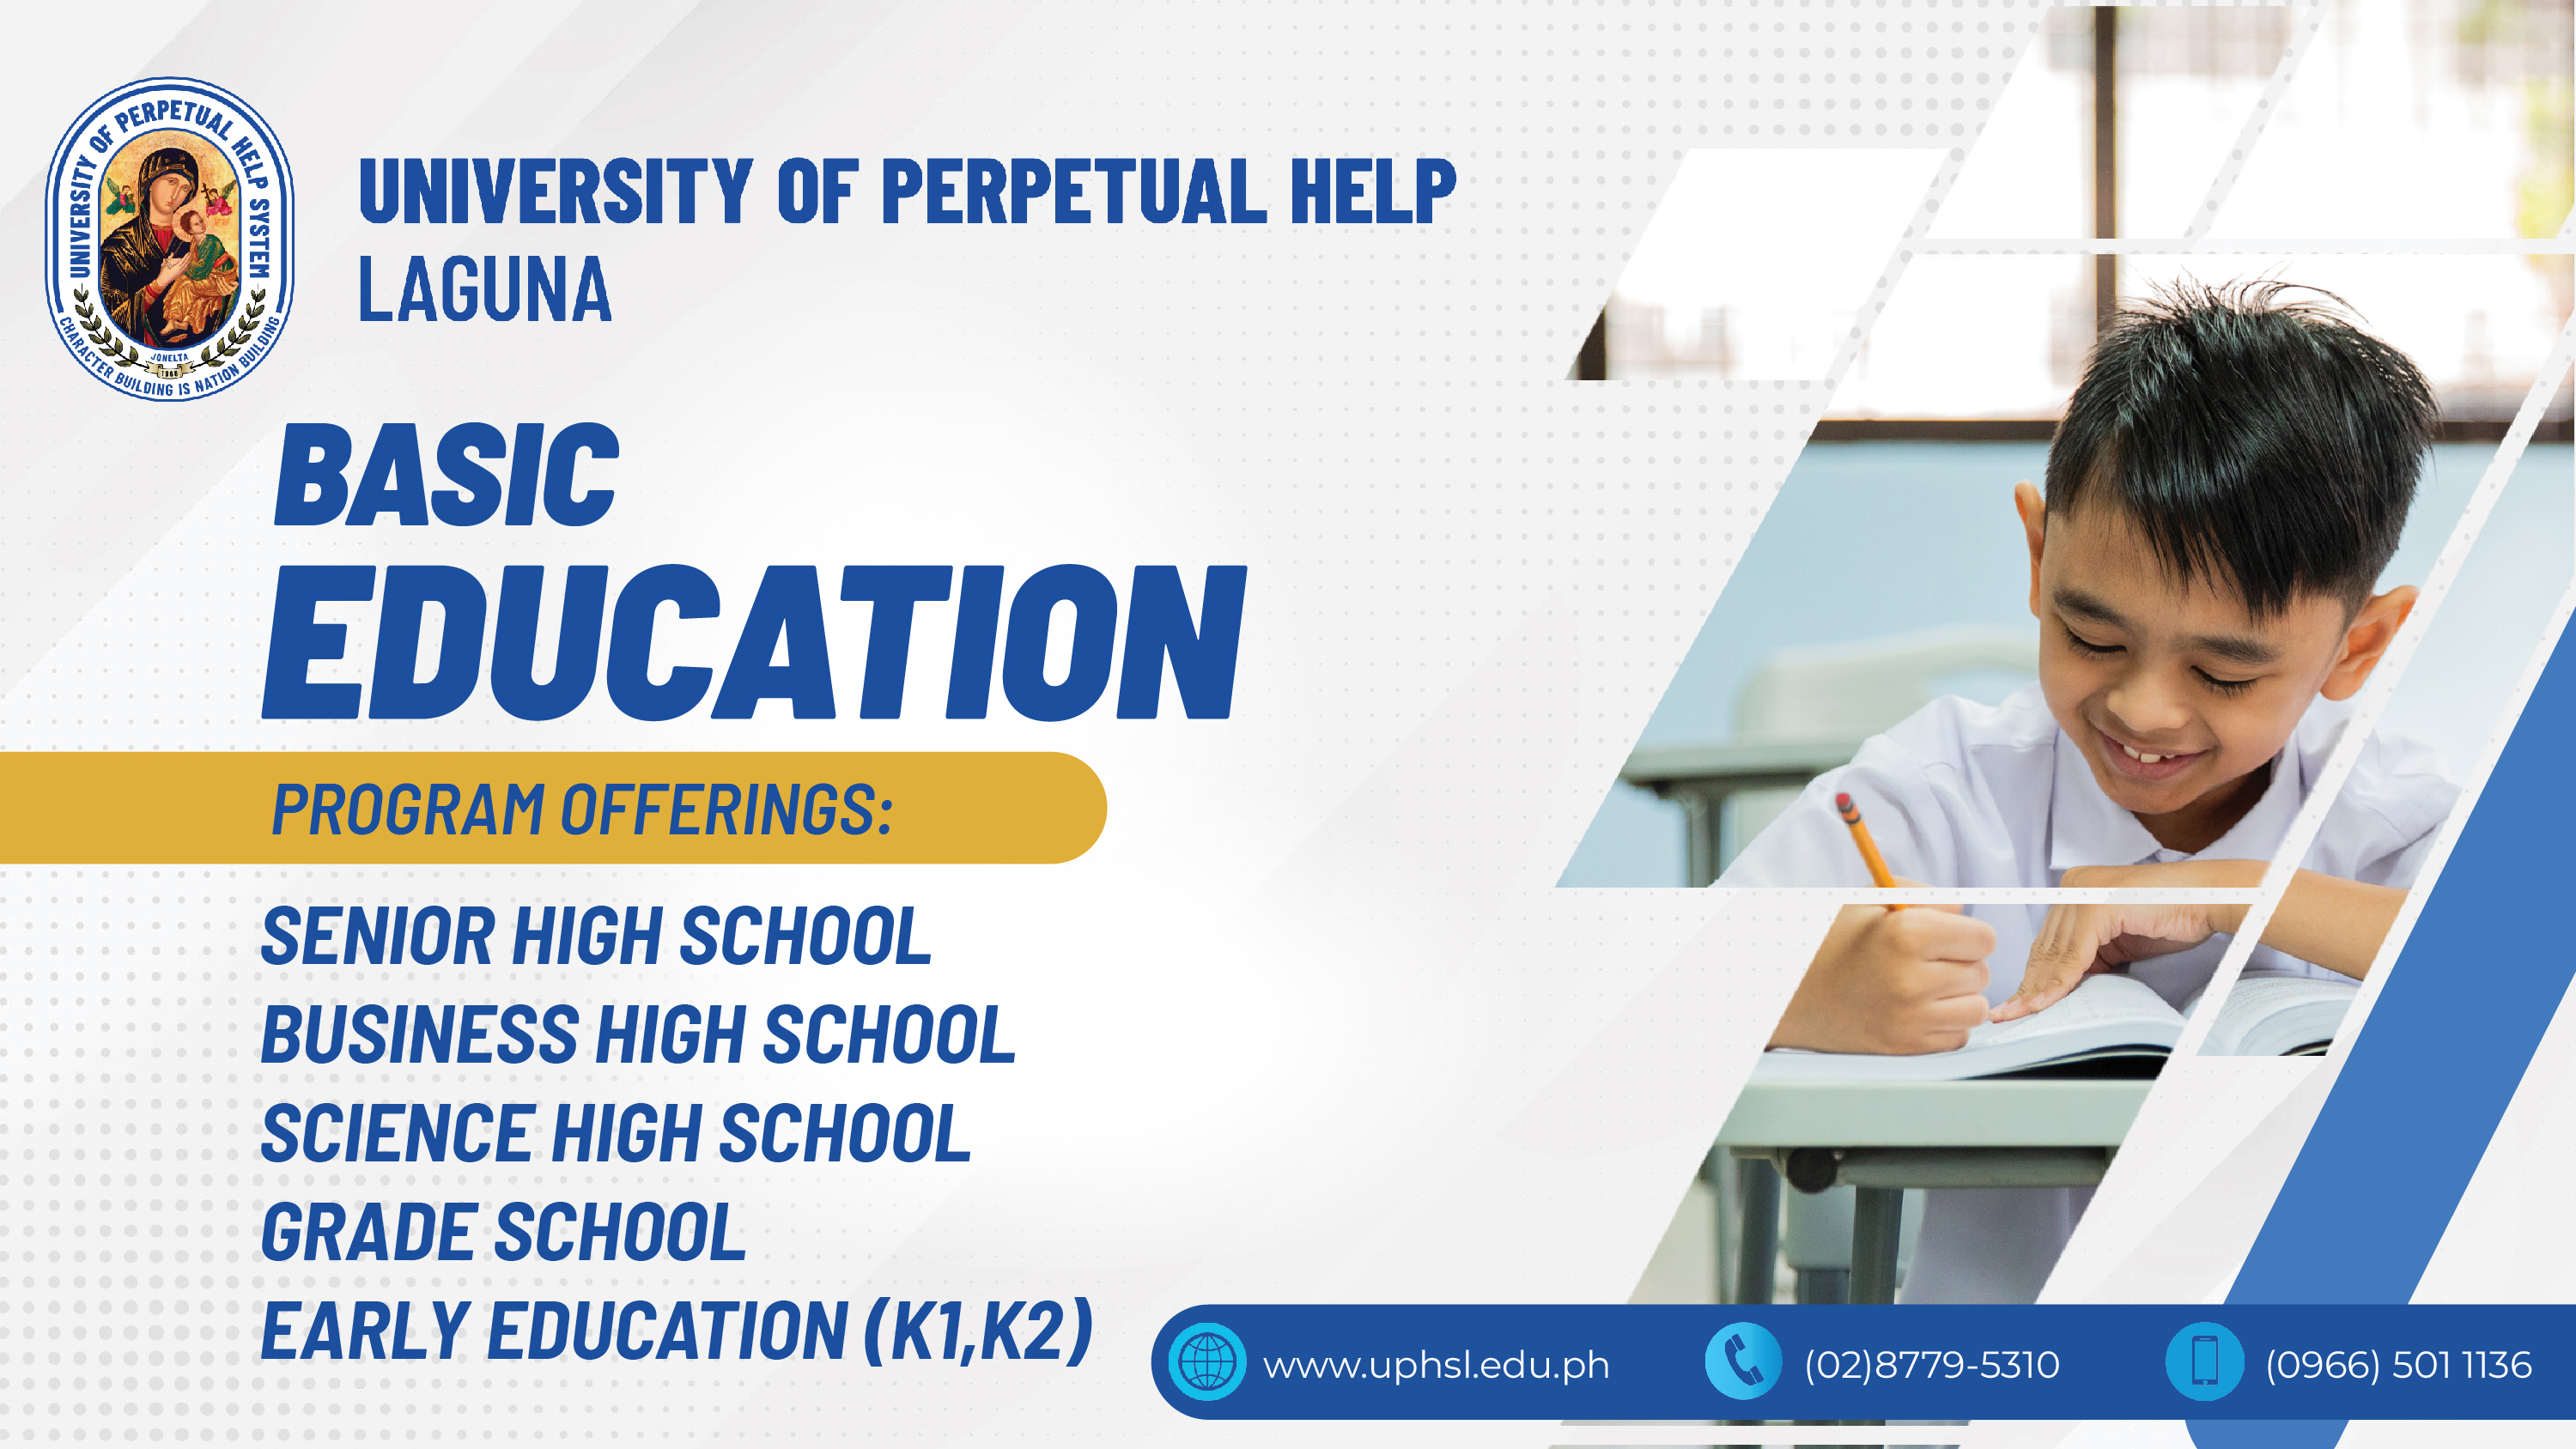 UNIVERSITY OF PERPETUAL HELP SYSTEM
JONELTA
1968
CHARACTER BUILDING IS NATION BUILDING
UNIVERSITY OF PERPETUAL HELP
LAGUNA
BASIC
EDUCATION
PROGRAM OFFERINGS:
SENIOR HIGH SCHOOL
BUSINESS HIGH SCHOOL
SCIENCE HIGH SCHOOL
GRADE SCHOOL
EARLY EDUCATION (K1,K2)
www.uphsl.edu.ph
(02)8779-5310
(0966) 501 1136